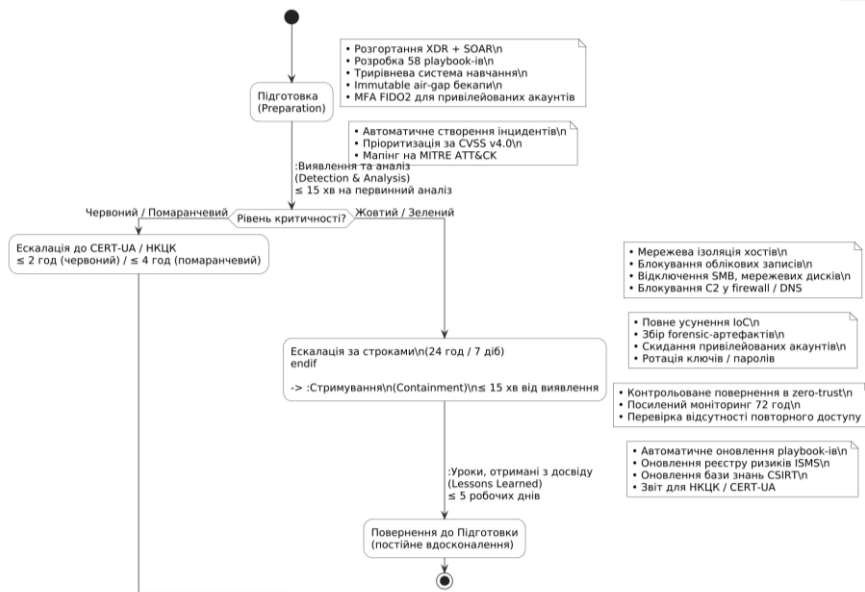 • Розгортання XDR + SOAR\n
• Розробка 58 playbook-ів\n
• Трирівнева система навчання\n
• Immutable air-gap бекапи\n
• MFA FIDO2 для привілейованих акаунтів
Підготовка
(Preparation)
• Автоматичне створення інцидентів\n
• Пріоритизація за CVSS v4.0\n
• Мапінг на MITRE ATT&CK
:Виявлення та аналіз
(Detection & Analysis)
≤ 15 хв на первинний аналіз
Червоний / Помаранчевий
Рівень критичності?
Жовтий / Зелений
Ескалація до CERT-UA / НКЦК
≤ 2 год (червоний) / ≤ 4 год (помаранчевий)
• Мережева ізоляція хостів\n
• Блокування облікових записів\n
• Відключення SMB, мережевих дисків\n
• Блокування C2 у firewall / DNS
• Повне усунення IoC\n
• Збір forensic-артефактів\n
• Скидання привілейованих акаунтів\n
• Ротація ключів / паролів
Ескалація за строками\n(24 год / 7 діб)
endif
-> :Стримування\n(Containment)\n≤ 15 хв від виявлення
• Контрольоване повернення в zero-trust\n
• Посилений моніторинг 72 год\n
• Перевірка відсутності повторного доступу
• Автоматичне оновлення playbook-ів\n
• Оновлення реєстру ризиків ISMS\n
• Оновлення бази знань CSIRT\n
• Звіт для НКЦК / CERT-UA
:Уроки, отримані з досвіду
(Lessons Learned)
≤ 5 робочих днів
Повернення до Підготовки
(постійне вдосконалення)